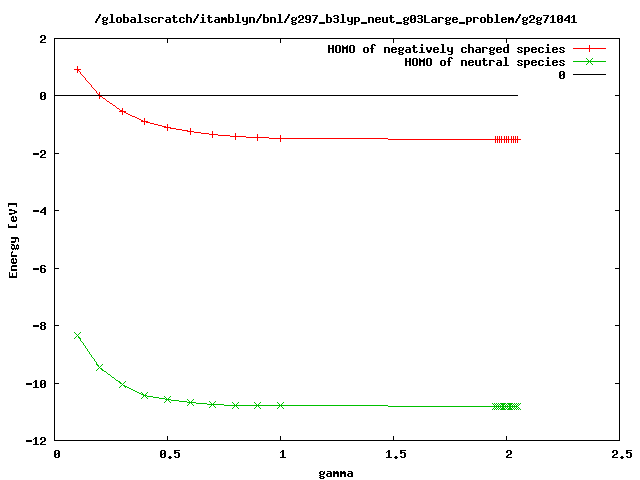 /globalscratch/itamblyn/bnl/g297_b3lyp_neut_g03Large_problem/g2g71041
HOMO of negatively charged species
HOMO of neutral species
0
2
0
-2
-4
-6
-8
-10
-12
Energy [eV]
0 0.5 1 1.5 2 2.5
gamma